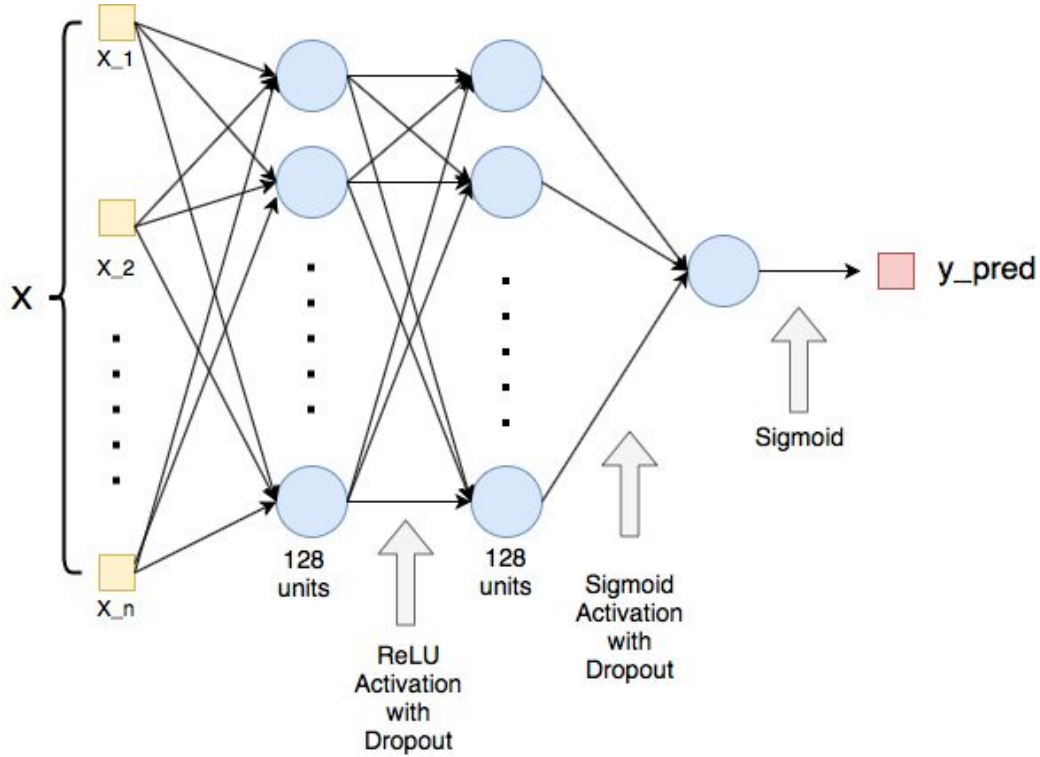 X_1
X_2
X
y_pred
Sigmoid
X_n
128
units
128
units
ReLU
Activation
with
Dropout
Sigmoid
Activation
with
Dropout